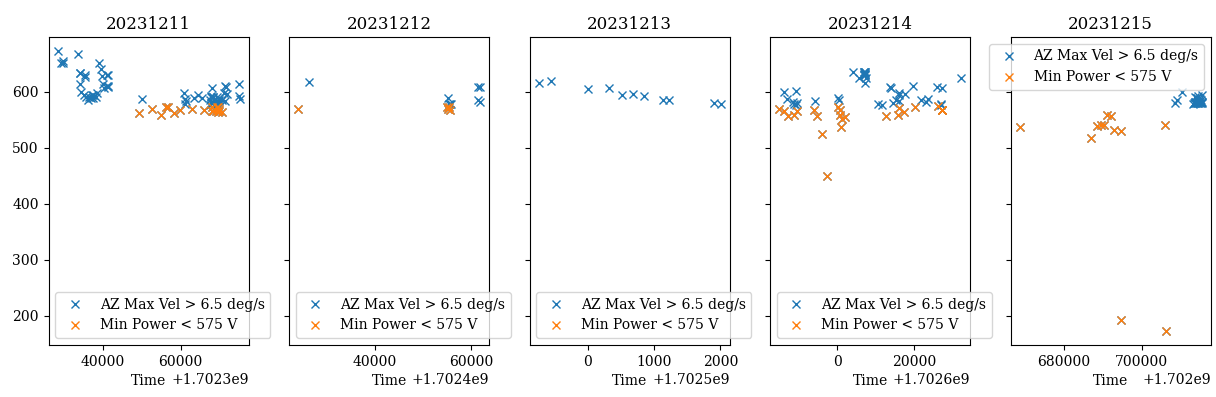 20231211 20231212 20231213 20231214 20231215
600
500
400
300
200
AZ Max Vel > 6.5 deg/s
Min Power < 575 V
40000 60000
Time +1.7023e9
AZ Max Vel > 6.5 deg/s
Min Power < 575 V
40000 60000
Time +1.7024e9
AZ Max Vel > 6.5 deg/s
Min Power < 575 V
0 1000 2000
Time +1.7025e9
AZ Max Vel > 6.5 deg/s
Min Power < 575 V
0 20000
Time +1.7026e9
AZ Max Vel > 6.5 deg/s
Min Power < 575 V
680000 700000
Time +1.702e9